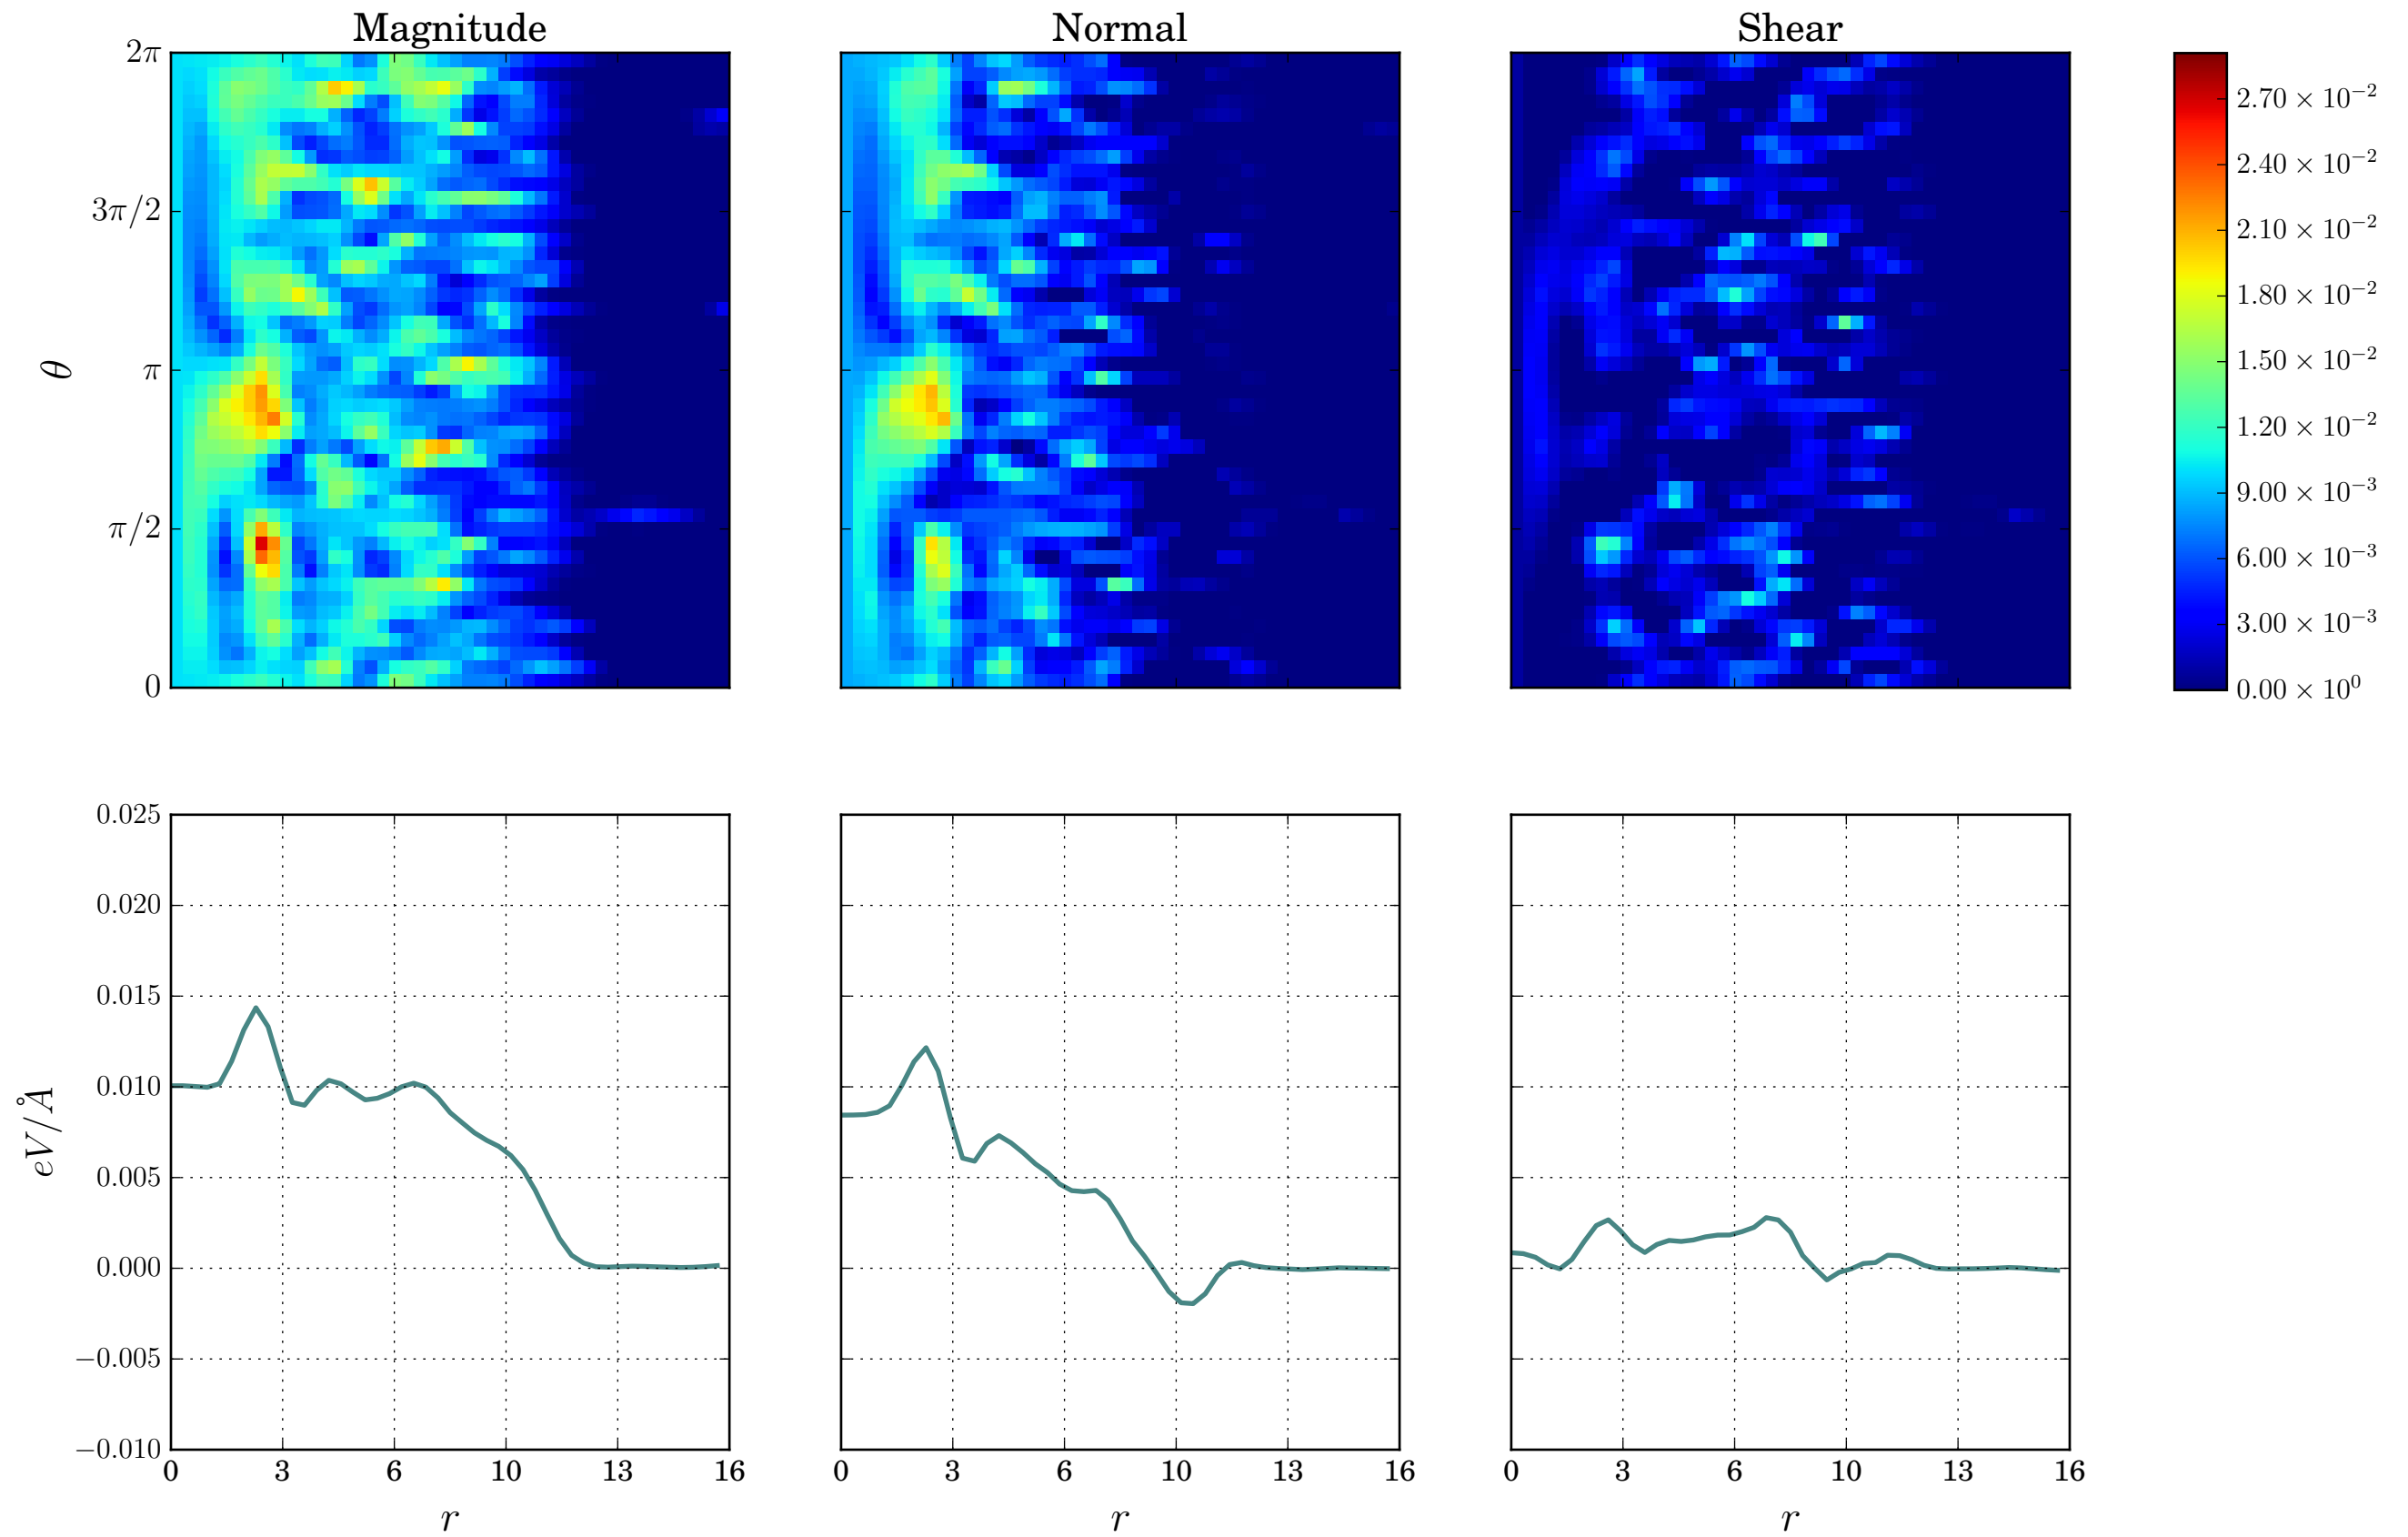 Magnitude
Normal
Shear
2π
3π/2
π
π/2
0
θ
2.70 × 10⁻²
2.40 × 10⁻²
2.10 × 10⁻²
1.80 × 10⁻²
1.50 × 10⁻²
1.20 × 10⁻²
9.00 × 10⁻³
6.00 × 10⁻³
3.00 × 10⁻³
0.00 × 10⁰
0.025
0.020
0.015
0.010
0.005
0.000
−0.005
−0.010
eV/Å
0 3 6 10 13 16
0 3 6 10 13 16
0 3 6 10 13 16
r
r
r